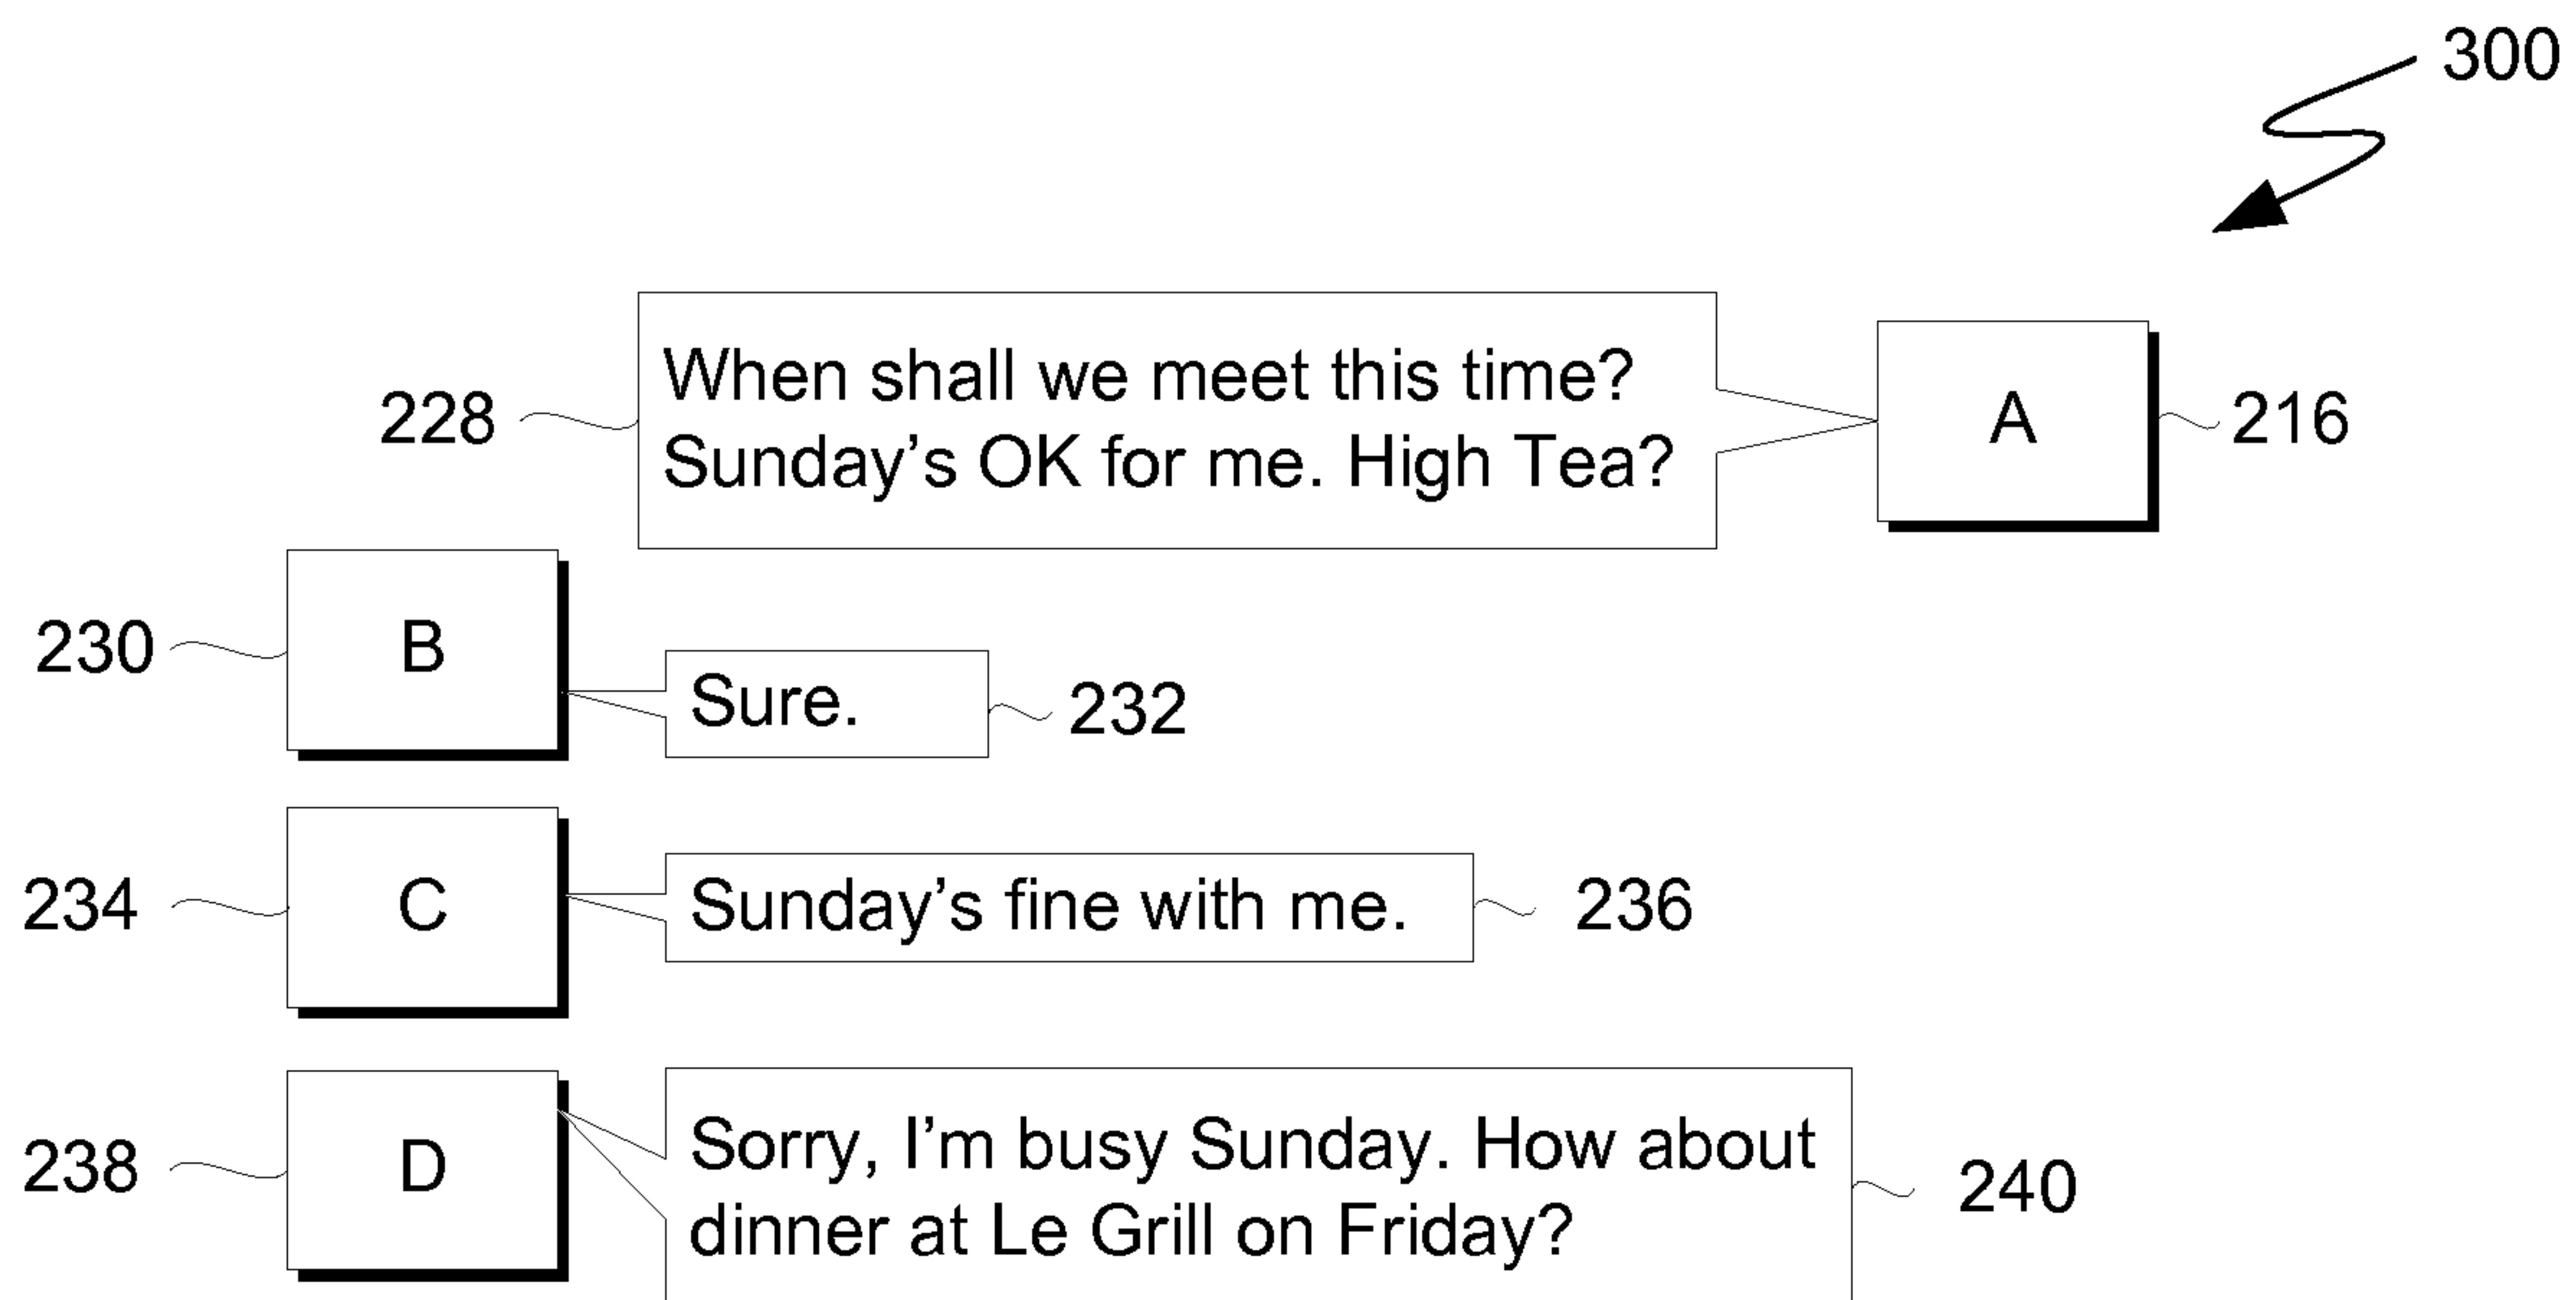 300
When shall we meet this time?
Sunday’s OK for me. High Tea?
228
A
216
230
B
Sure.
232
234
C
Sunday’s fine with me.
236
238
D
Sorry, I’m busy Sunday. How about
dinner at Le Grill on Friday?
240